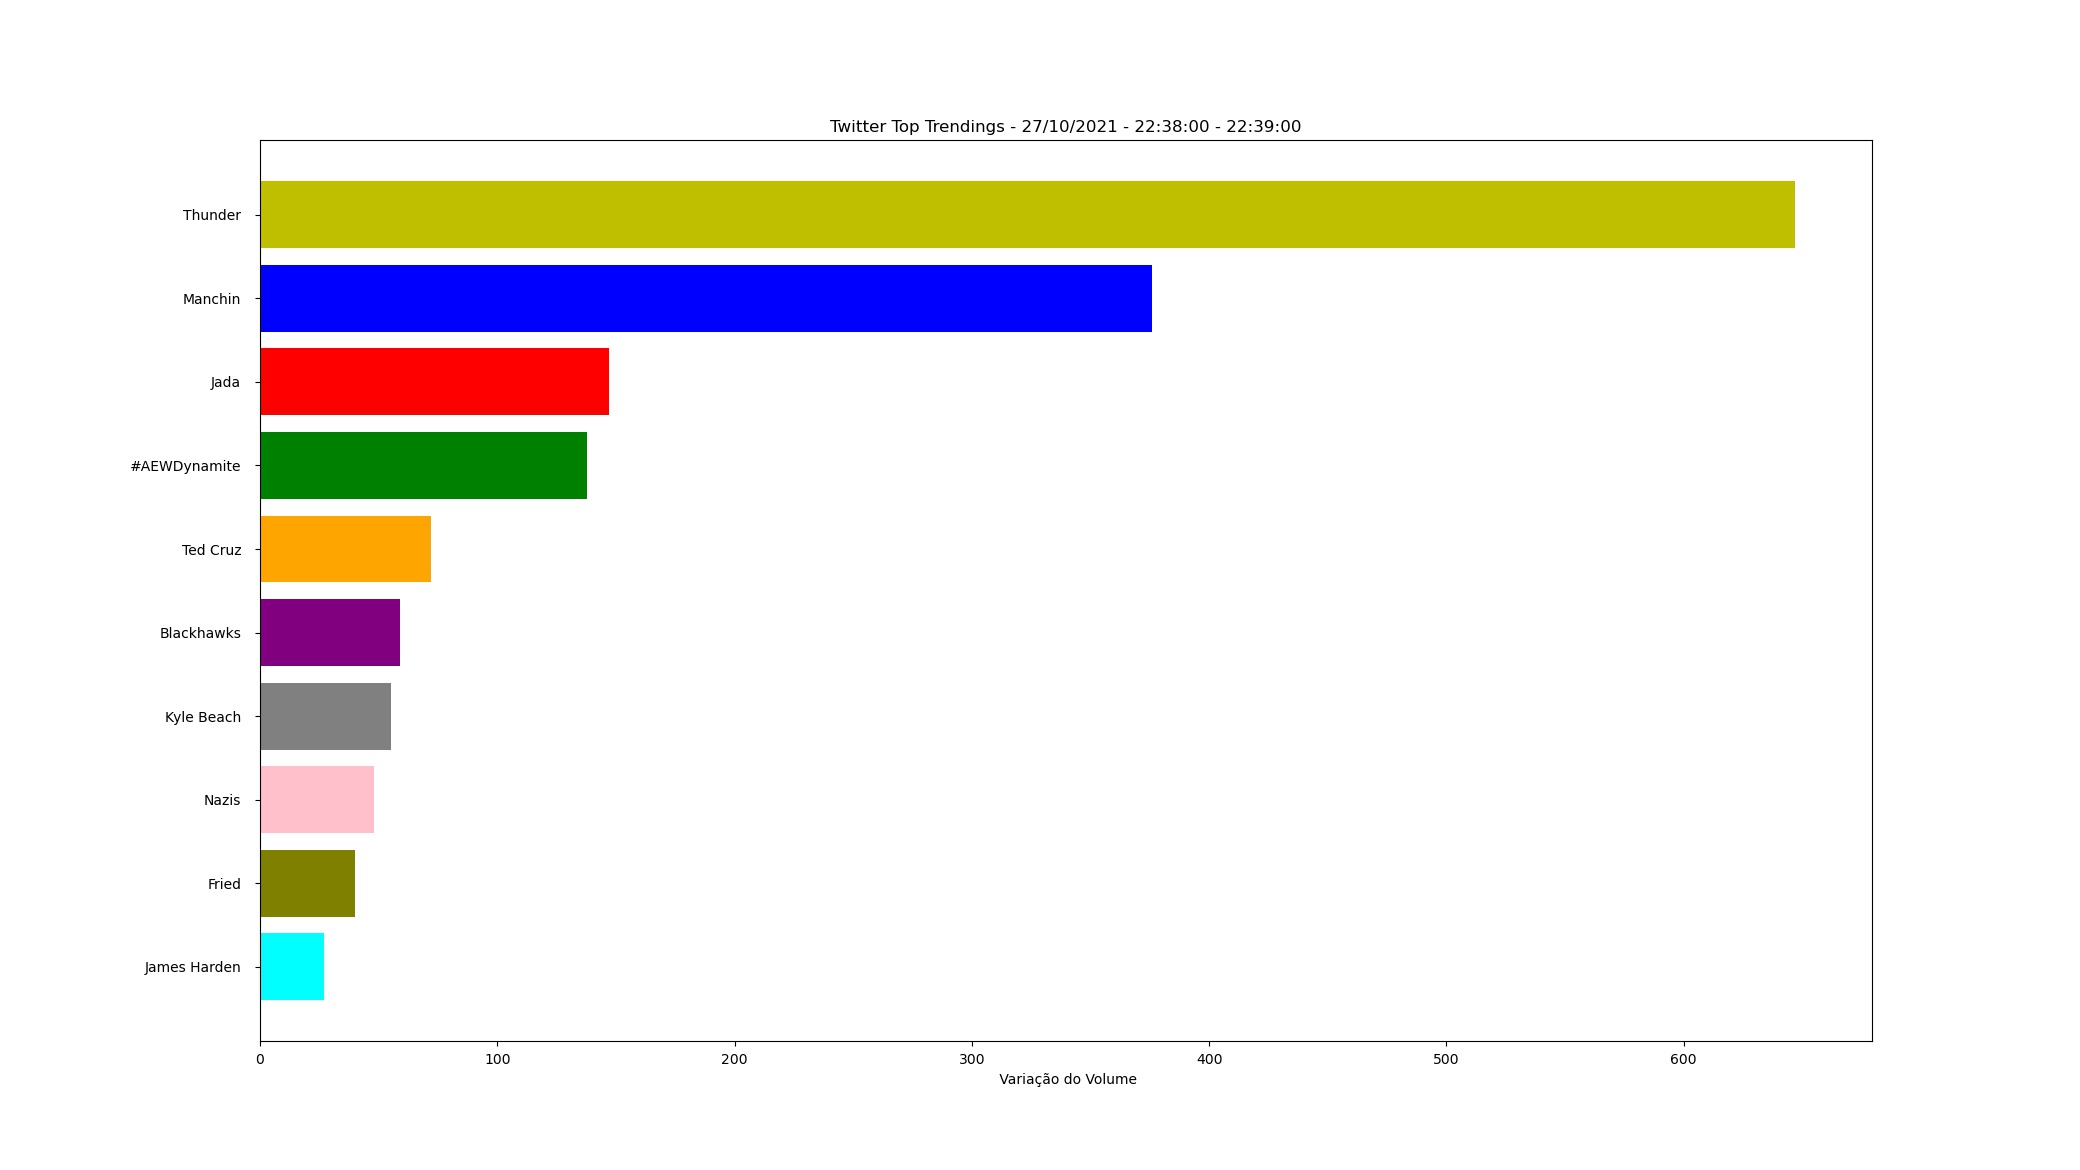 Twitter Top Trendings - 27/10/2021 - 22:38:00 - 22:39:00
Thunder
Manchin
Jada
#AEWDynamite
Ted Cruz
Blackhawks
Kyle Beach
Nazis
Fried
James Harden
0 100 200 300 400 500 600
Variação do Volume